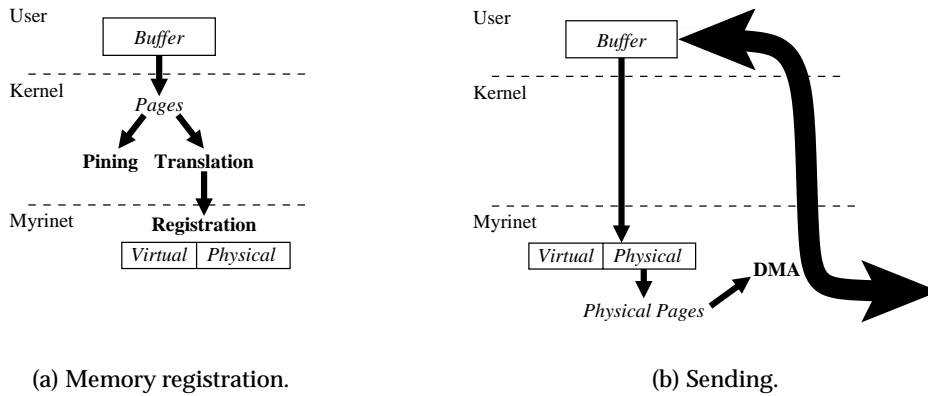 User
Buffer
Kernel
Pages
Pining Translation
Myrinet
Registration
Virtual Physical
(a) Memory registration.
User
Buffer
Kernel
Myrinet
Virtual Physical
DMA
Physical Pages
(b) Sending.